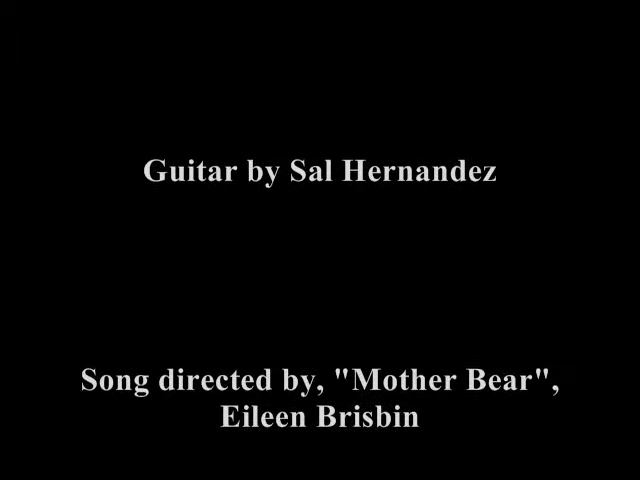 Guitar by Sal Hernandez
Song directed by, "Mother Bear",
Eileen Brisbin